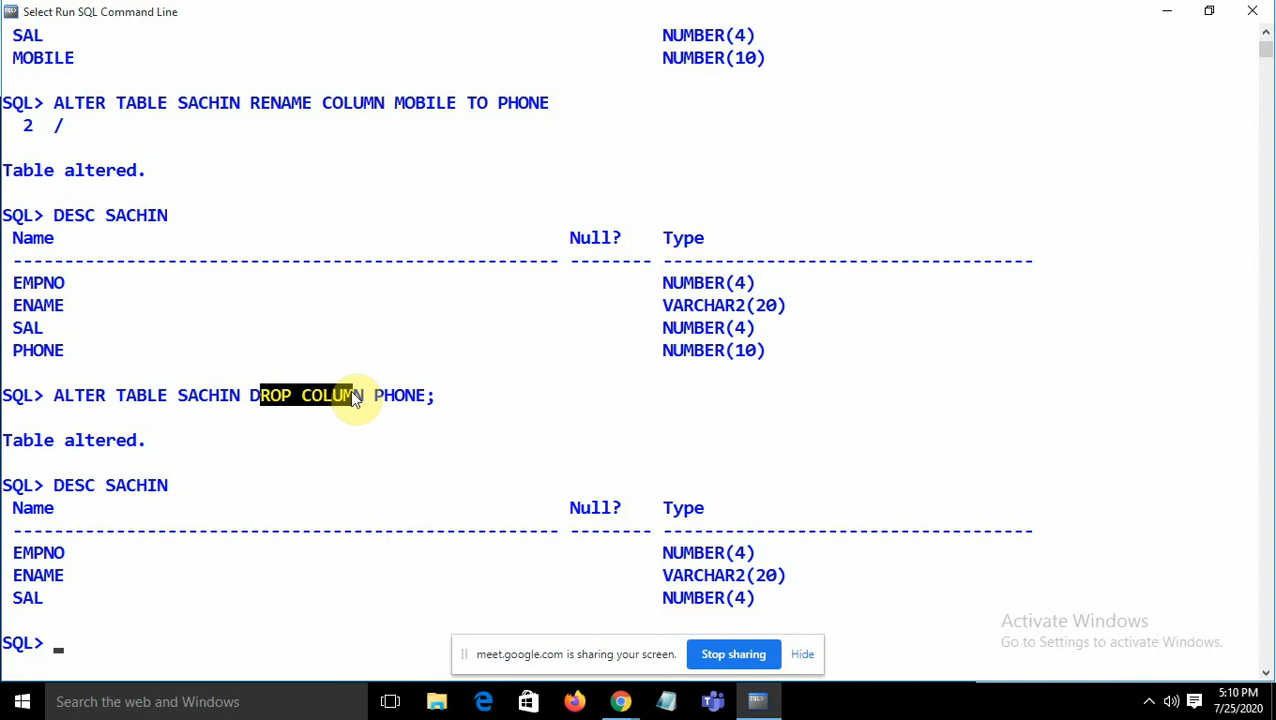 Select Run SQL Command Line
SAL NUMBER(4)
MOBILE NUMBER(10)
SQL> ALTER TABLE SACHIN RENAME COLUMN MOBILE TO PHONE
2 /
Table altered.
SQL> DESC SACHIN
Name Null? Type
----------------------------------------------------- -------- ------------------------------------
EMPNO NUMBER(4)
ENAME VARCHAR2(20)
SAL NUMBER(4)
PHONE NUMBER(10)
SQL> ALTER TABLE SACHIN DROP COLUMN PHONE;
Table altered.
SQL> DESC SACHIN
Name Null? Type
----------------------------------------------------- -------- ------------------------------------
EMPNO NUMBER(4)
ENAME VARCHAR2(20)
SAL NUMBER(4)
SQL>
Activate Windows
Go to Settings to activate Windows.
meet.google.com is sharing your screen. Stop sharing Hide
Search the web and Windows
5:10 PM
7/25/2020